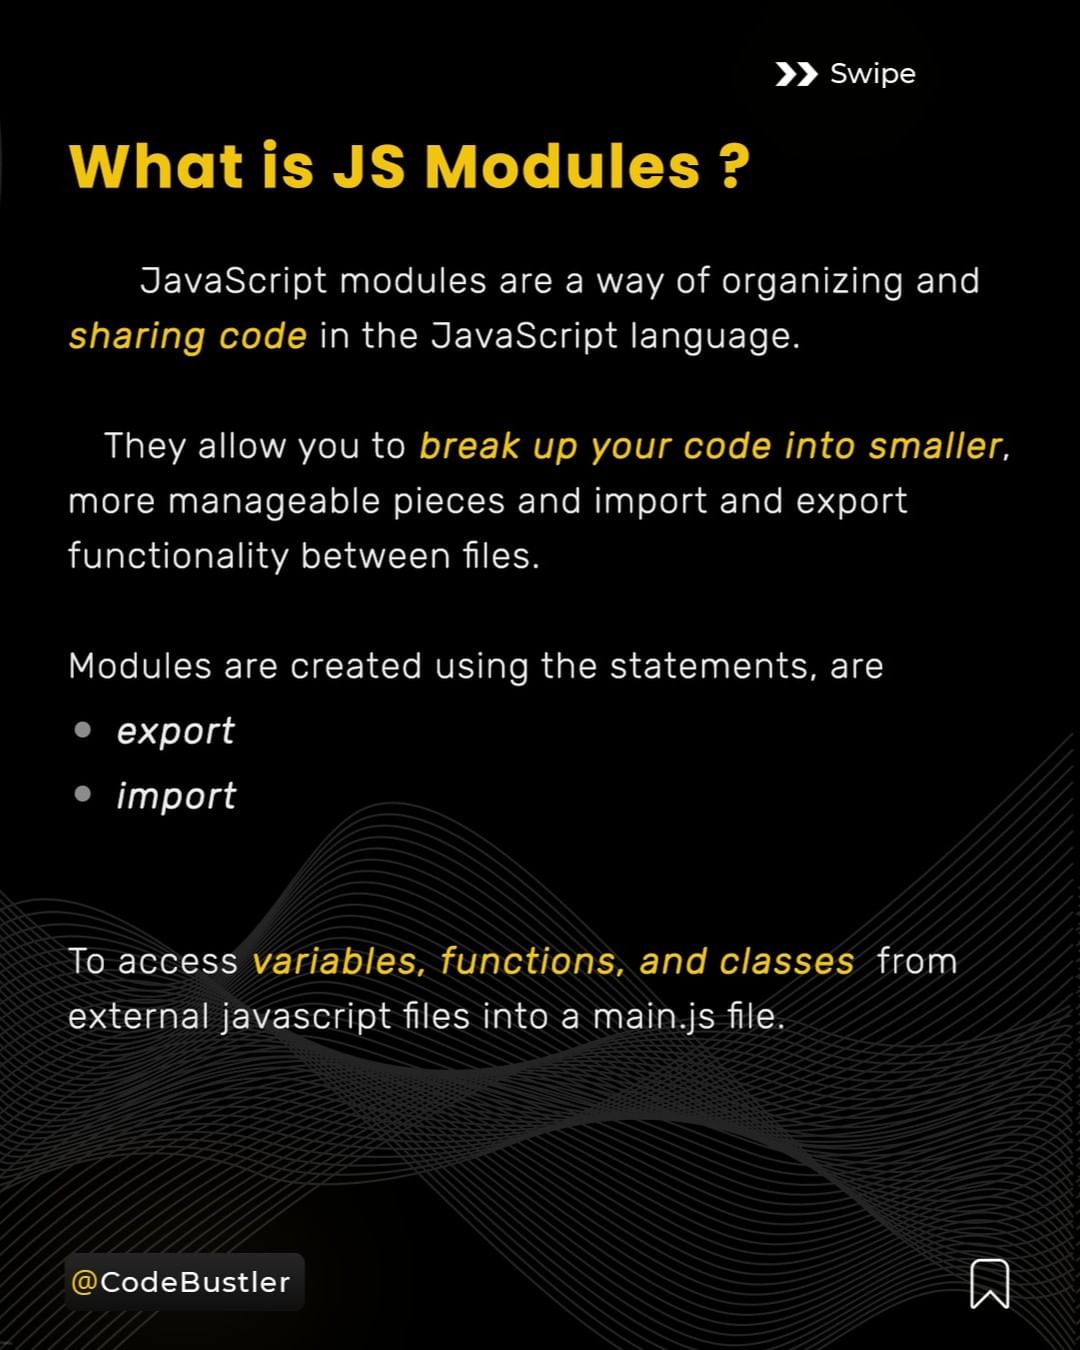 Swipe
What is JS Modules ?
JavaScript modules are a way of organizing and
sharing code in the JavaScript language.
They allow you to break up your code into smaller,
more manageable pieces and import and export
functionality between files.
Modules are created using the statements, are
export
import
To access variables, functions, and classes from
external javascript files into a main.js file.
@CodeBustler